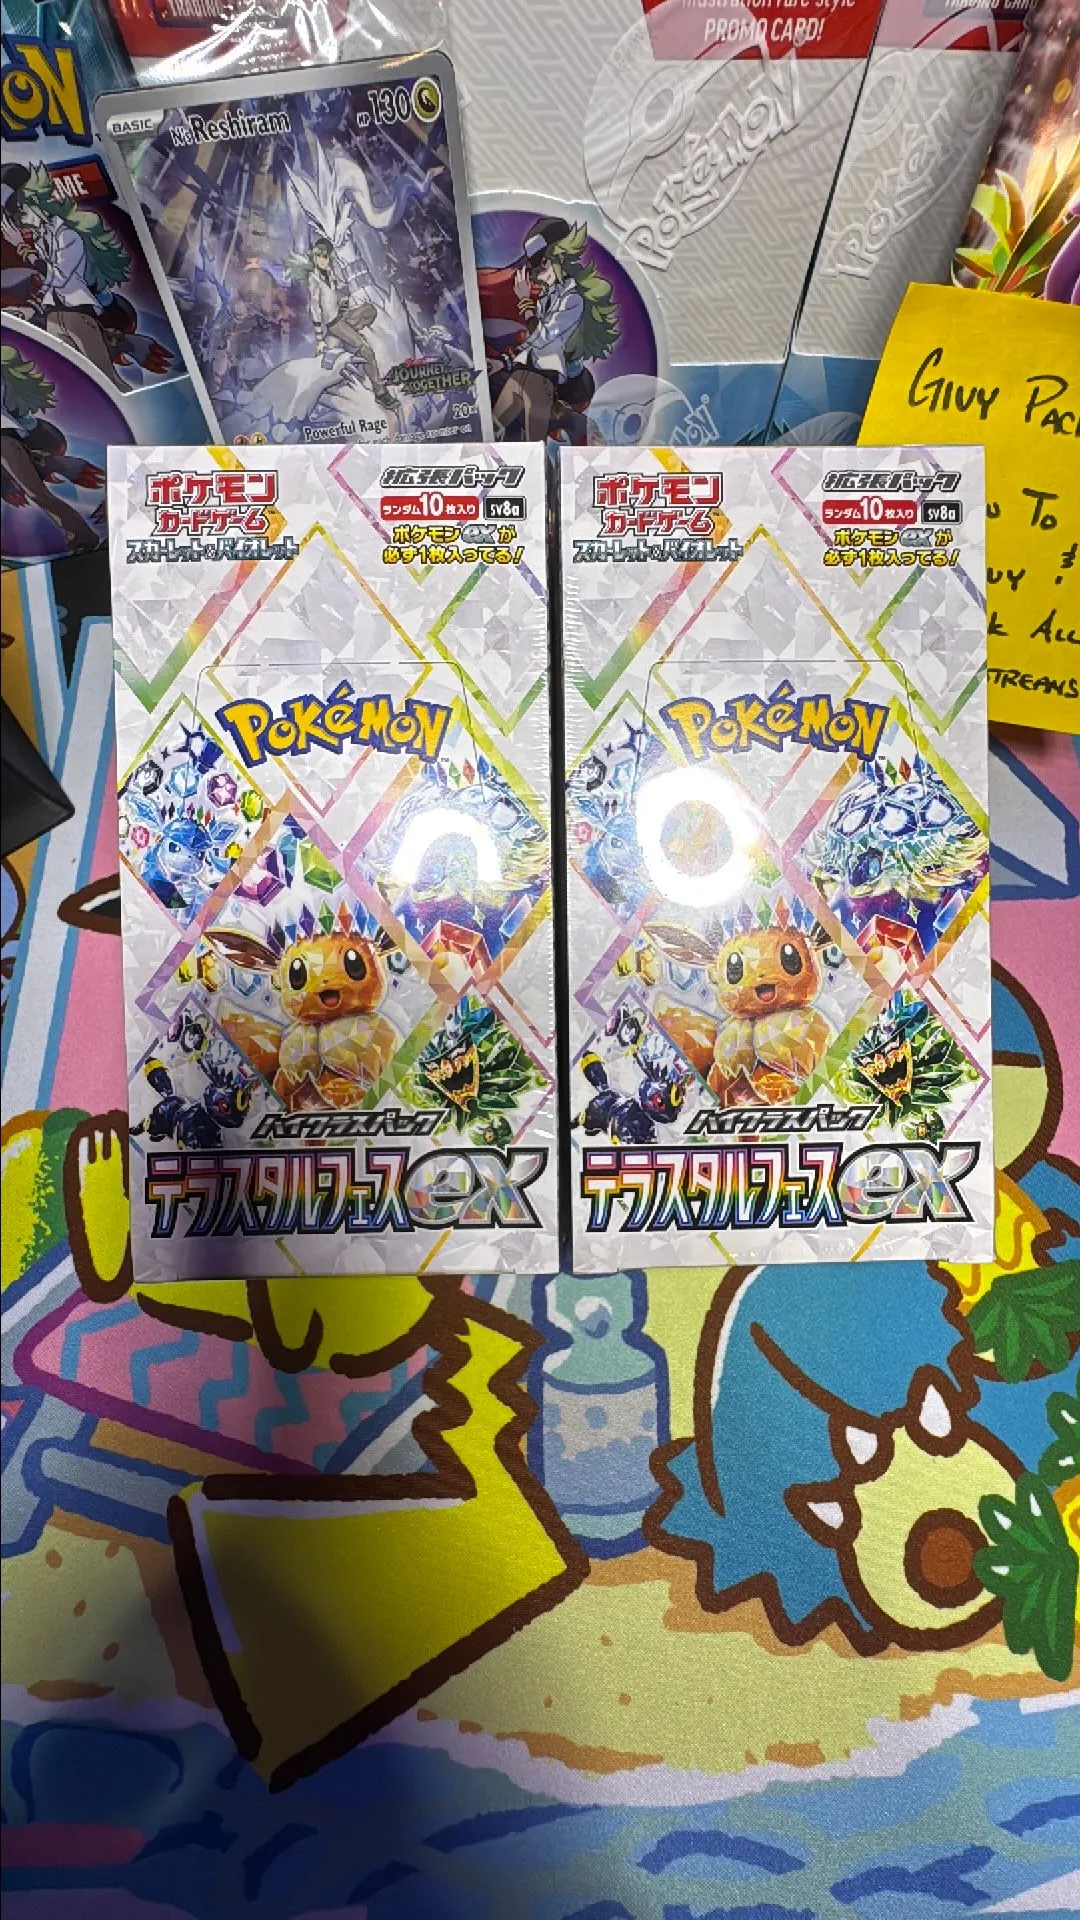 Illustration rare style
PROMO CARD!
BASIC
N's Reshiram
HP 130
JOURNEY TOGETHER
Powerful Rage
20×
POKéMON
POKéMON
GIVY PACK
TO
ALL
STREAMS
ポケモン
カードゲーム
スカーレット&バイオレット
拡張パック
ランダム10枚入り SV8a
ポケモンexが
必ず1枚入ってる!
POKéMON
ハイクラスパック
テラスタルフェスex
ポケモン
カードゲーム
スカーレット&バイオレット
拡張パック
ランダム10枚入り SV8a
ポケモンexが
必ず1枚入ってる!
POKéMON
ハイクラスパック
テラスタルフェスex